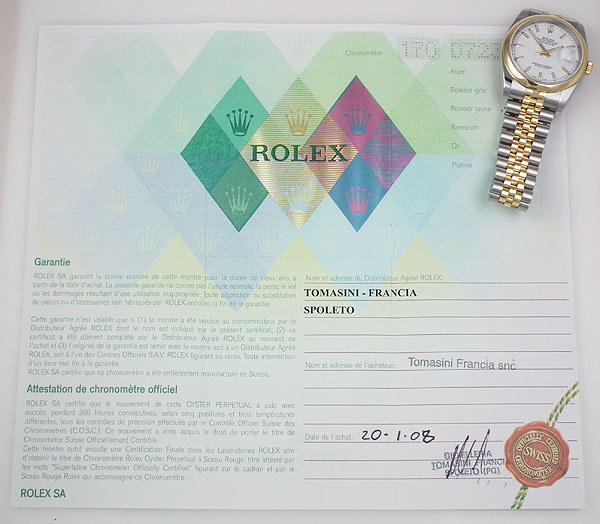 Chronomètre 170 D72
Acier
Rolesor gris
Rolesor jaune
Rolesium
Or
Platine
ROLEX
Garantie
ROLEX SA garantit la bonne marche de cette montre pour la durée de deux ans à
partir de la date d'achat. La présente garantie ne couvre pas l'usure normale, la perte, le vol
ou les dommages résultant d'une utilisation inappropriée. Toute adjonction ou substitution
de pièces ou d'accessoires non fabriqués par ROLEX entraîne la fin de la garantie.
Cette garantie n'est valable que si (1) la montre a été vendue au consommateur par le
Distributeur Agréé ROLEX dont le nom est indiqué sur le présent certificat, (2) ce
certificat a été dûment complété par le Distributeur Agréé ROLEX au moment de
l'achat et (3) l'original est remis avec la montre soit à un Distributeur Agréé
ROLEX, soit à l'un des Centres Officiels S.A.V. ROLEX figurant au verso. Toute intervention
d'un tiers met fin à la garantie.
ROLEX SA certifie que ce chronomètre a été entièrement manufacturé en Suisse.
Attestation de chronomètre officiel
ROLEX SA certifie que le mouvement de cette OYSTER PERPETUAL a subi avec
succès, pendant 360 heures consécutives, selon cinq positions et trois températures
différentes, tous les contrôles de précision effectués par le Contrôle Officiel Suisse des
Chronomètres (C.O.S.C.). Ce mouvement a ainsi acquis le droit de porter le titre de
Chronomètre Suisse Officiellement Contrôlé.
Cette montre subit ensuite une Certification Finale dans les Laboratoires ROLEX afin
d'obtenir le titre de Chronomètre Rolex Oyster Perpetual à Sceau Rouge, titre attesté par
les mots "Superlative Chronometer Officially Certified" figurant sur le cadran et par le
Sceau Rouge Rolex qui accompagne ce Chronomètre.
ROLEX SA
Nom et adresse du Distributeur Agréé ROLEX:
TOMASINI - FRANCIA
SPOLETO
Nom et adresse de l'acheteur: Tomasini Francia snc
Date de l'achat: 20-1-08
GIOIELLERIA
TOMASINI FRANCIA
SPOLETO (PG)
OFFICIALLY CERTIFIED
SWISS
CHRONOMETER
ROLEX